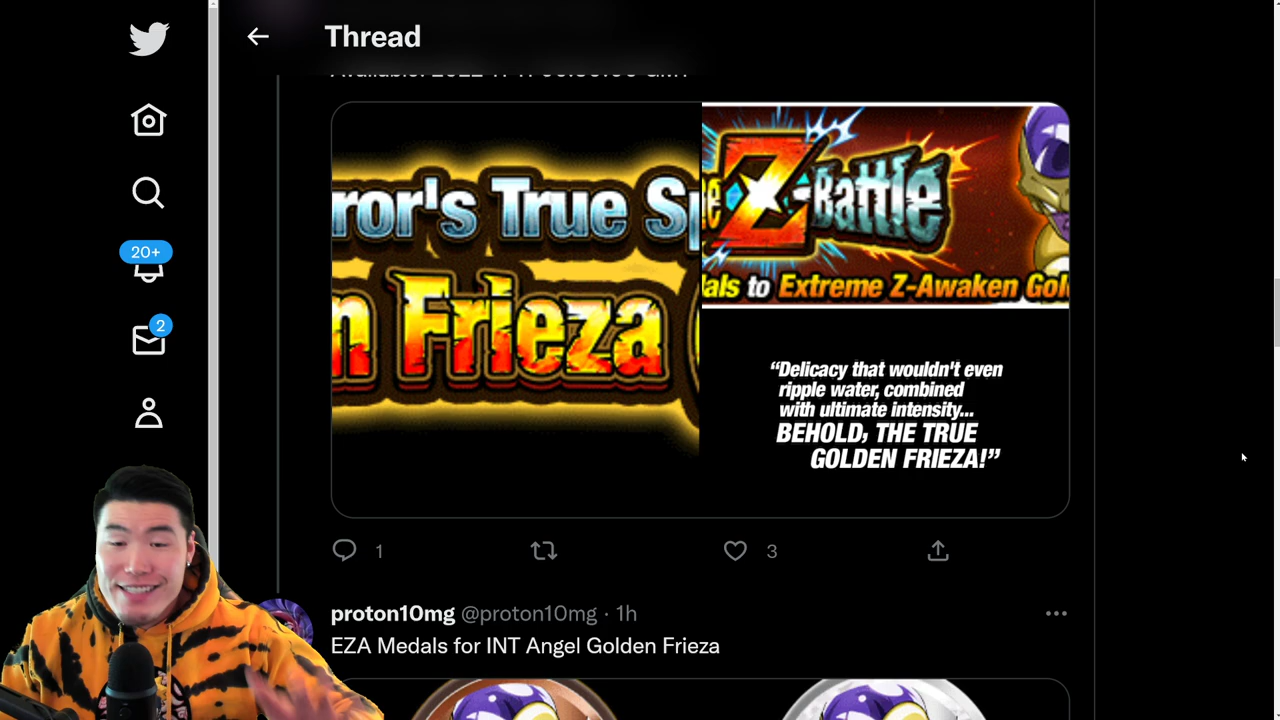 Thread
ror's True Sp
n Frieza
e Z-Battle
als to Extreme Z-Awaken Gol
“Delicacy that wouldn't even
ripple water, combined
with ultimate intensity...
BEHOLD, THE TRUE
GOLDEN FRIEZA!”
20+
2
1
3
proton10mg @proton10mg · 1h
EZA Medals for INT Angel Golden Frieza